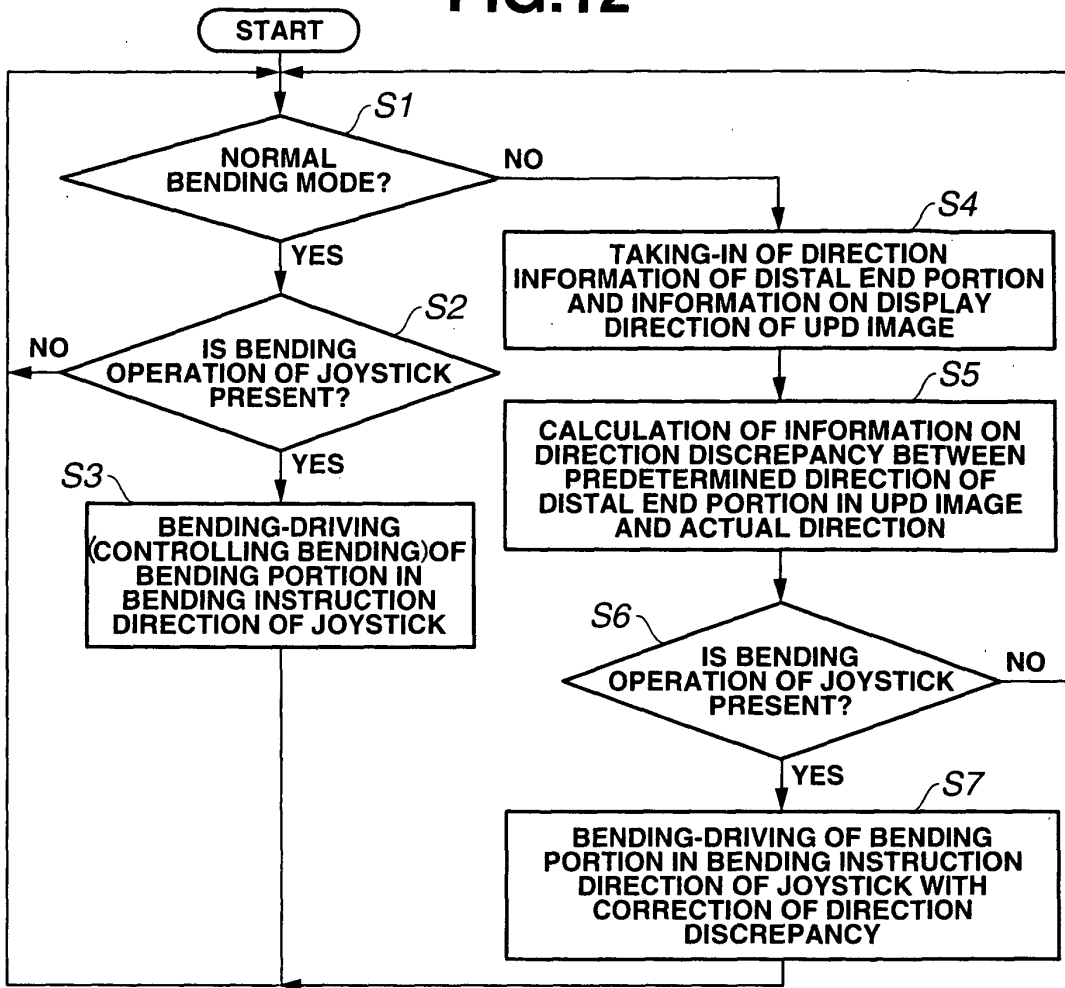 FIG.12
START
S1
NORMAL
BENDING MODE?
NO
YES
S2
NO
IS BENDING
OPERATION OF JOYSTICK
PRESENT?
YES
S3
BENDING-DRIVING
(CONTROLLING BENDING)OF
BENDING PORTION IN
BENDING INSTRUCTION
DIRECTION OF JOYSTICK
S4
TAKING-IN OF DIRECTION
INFORMATION OF DISTAL END PORTION
AND INFORMATION ON DISPLAY
DIRECTION OF UPD IMAGE
S5
CALCULATION OF INFORMATION ON
DIRECTION DISCREPANCY BETWEEN
PREDETERMINED DIRECTION OF
DISTAL END PORTION IN UPD IMAGE
AND ACTUAL DIRECTION
S6
IS BENDING
OPERATION OF JOYSTICK
PRESENT?
NO
YES
S7
BENDING-DRIVING OF BENDING
PORTION IN BENDING INSTRUCTION
DIRECTION OF JOYSTICK WITH
CORRECTION OF DIRECTION
DISCREPANCY